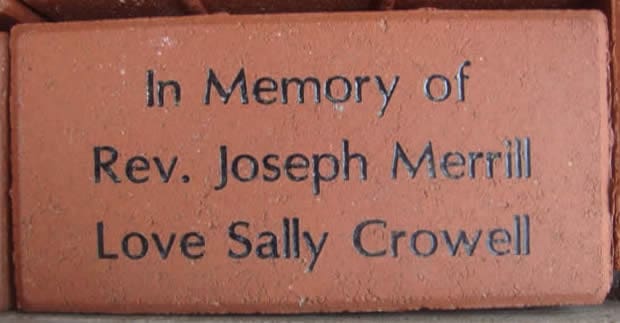 In Memory of
Rev. Joseph Merrill
Love Sally Crowell